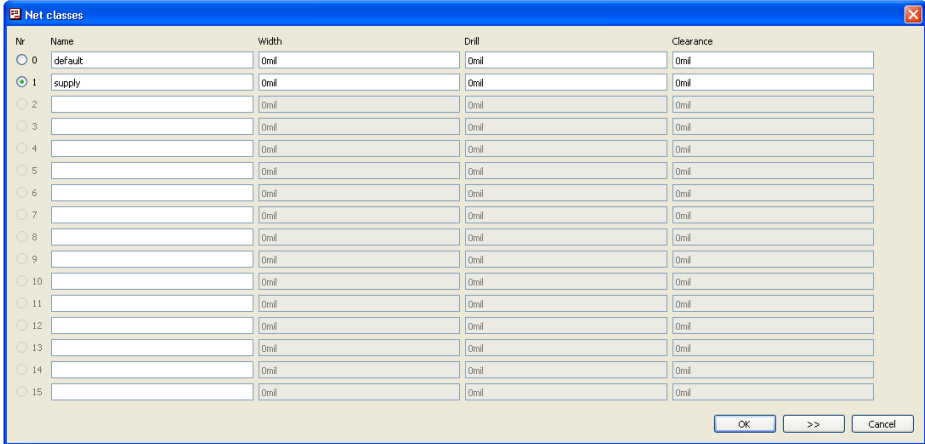 Net classes
Nr Name Width Drill Clearance
0 default 0mil 0mil 0mil
1 supply 0mil 0mil 0mil
2 0mil 0mil 0mil
3 0mil 0mil 0mil
4 0mil 0mil 0mil
5 0mil 0mil 0mil
6 0mil 0mil 0mil
7 0mil 0mil 0mil
8 0mil 0mil 0mil
9 0mil 0mil 0mil
10 0mil 0mil 0mil
11 0mil 0mil 0mil
12 0mil 0mil 0mil
13 0mil 0mil 0mil
14 0mil 0mil 0mil
15 0mil 0mil 0mil
OK >> Cancel